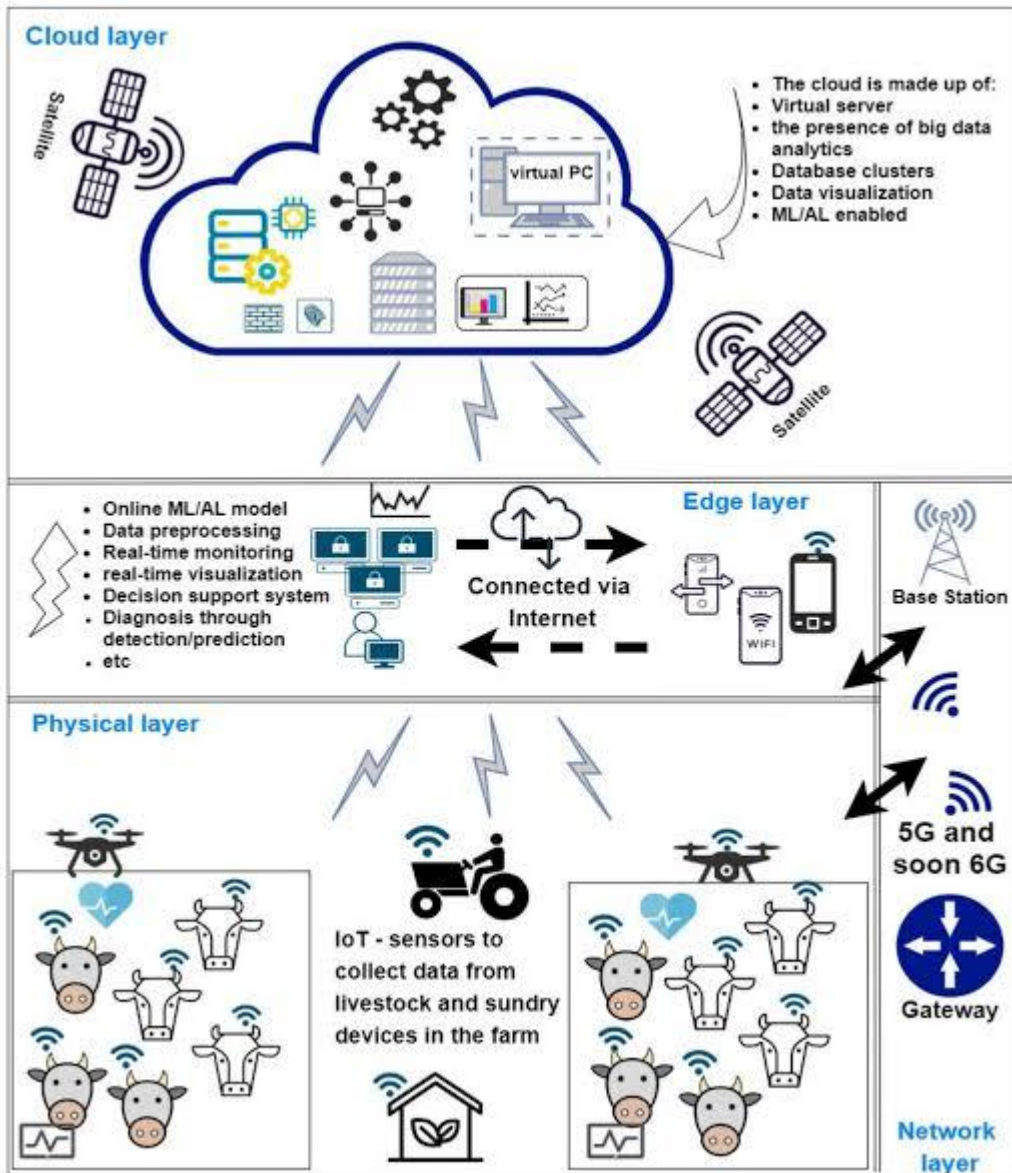 Cloud layer
Satellite
virtual PC
• The cloud is made up of:
• Virtual server
• the presence of big data
analytics
• Database clusters
• Data visualization
• ML/AL enabled
Satellite
• Online ML/AL model
• Data preprocessing
• Real-time monitoring
• real-time visualization
• Decision support system
• Diagnosis through
detection/prediction
• etc
Connected via
Internet
Edge layer
WIFI
Base Station
Physical layer
IoT - sensors to
collect data from
livestock and sundry
devices in the farm
5G and
soon 6G
Gateway
Network
layer